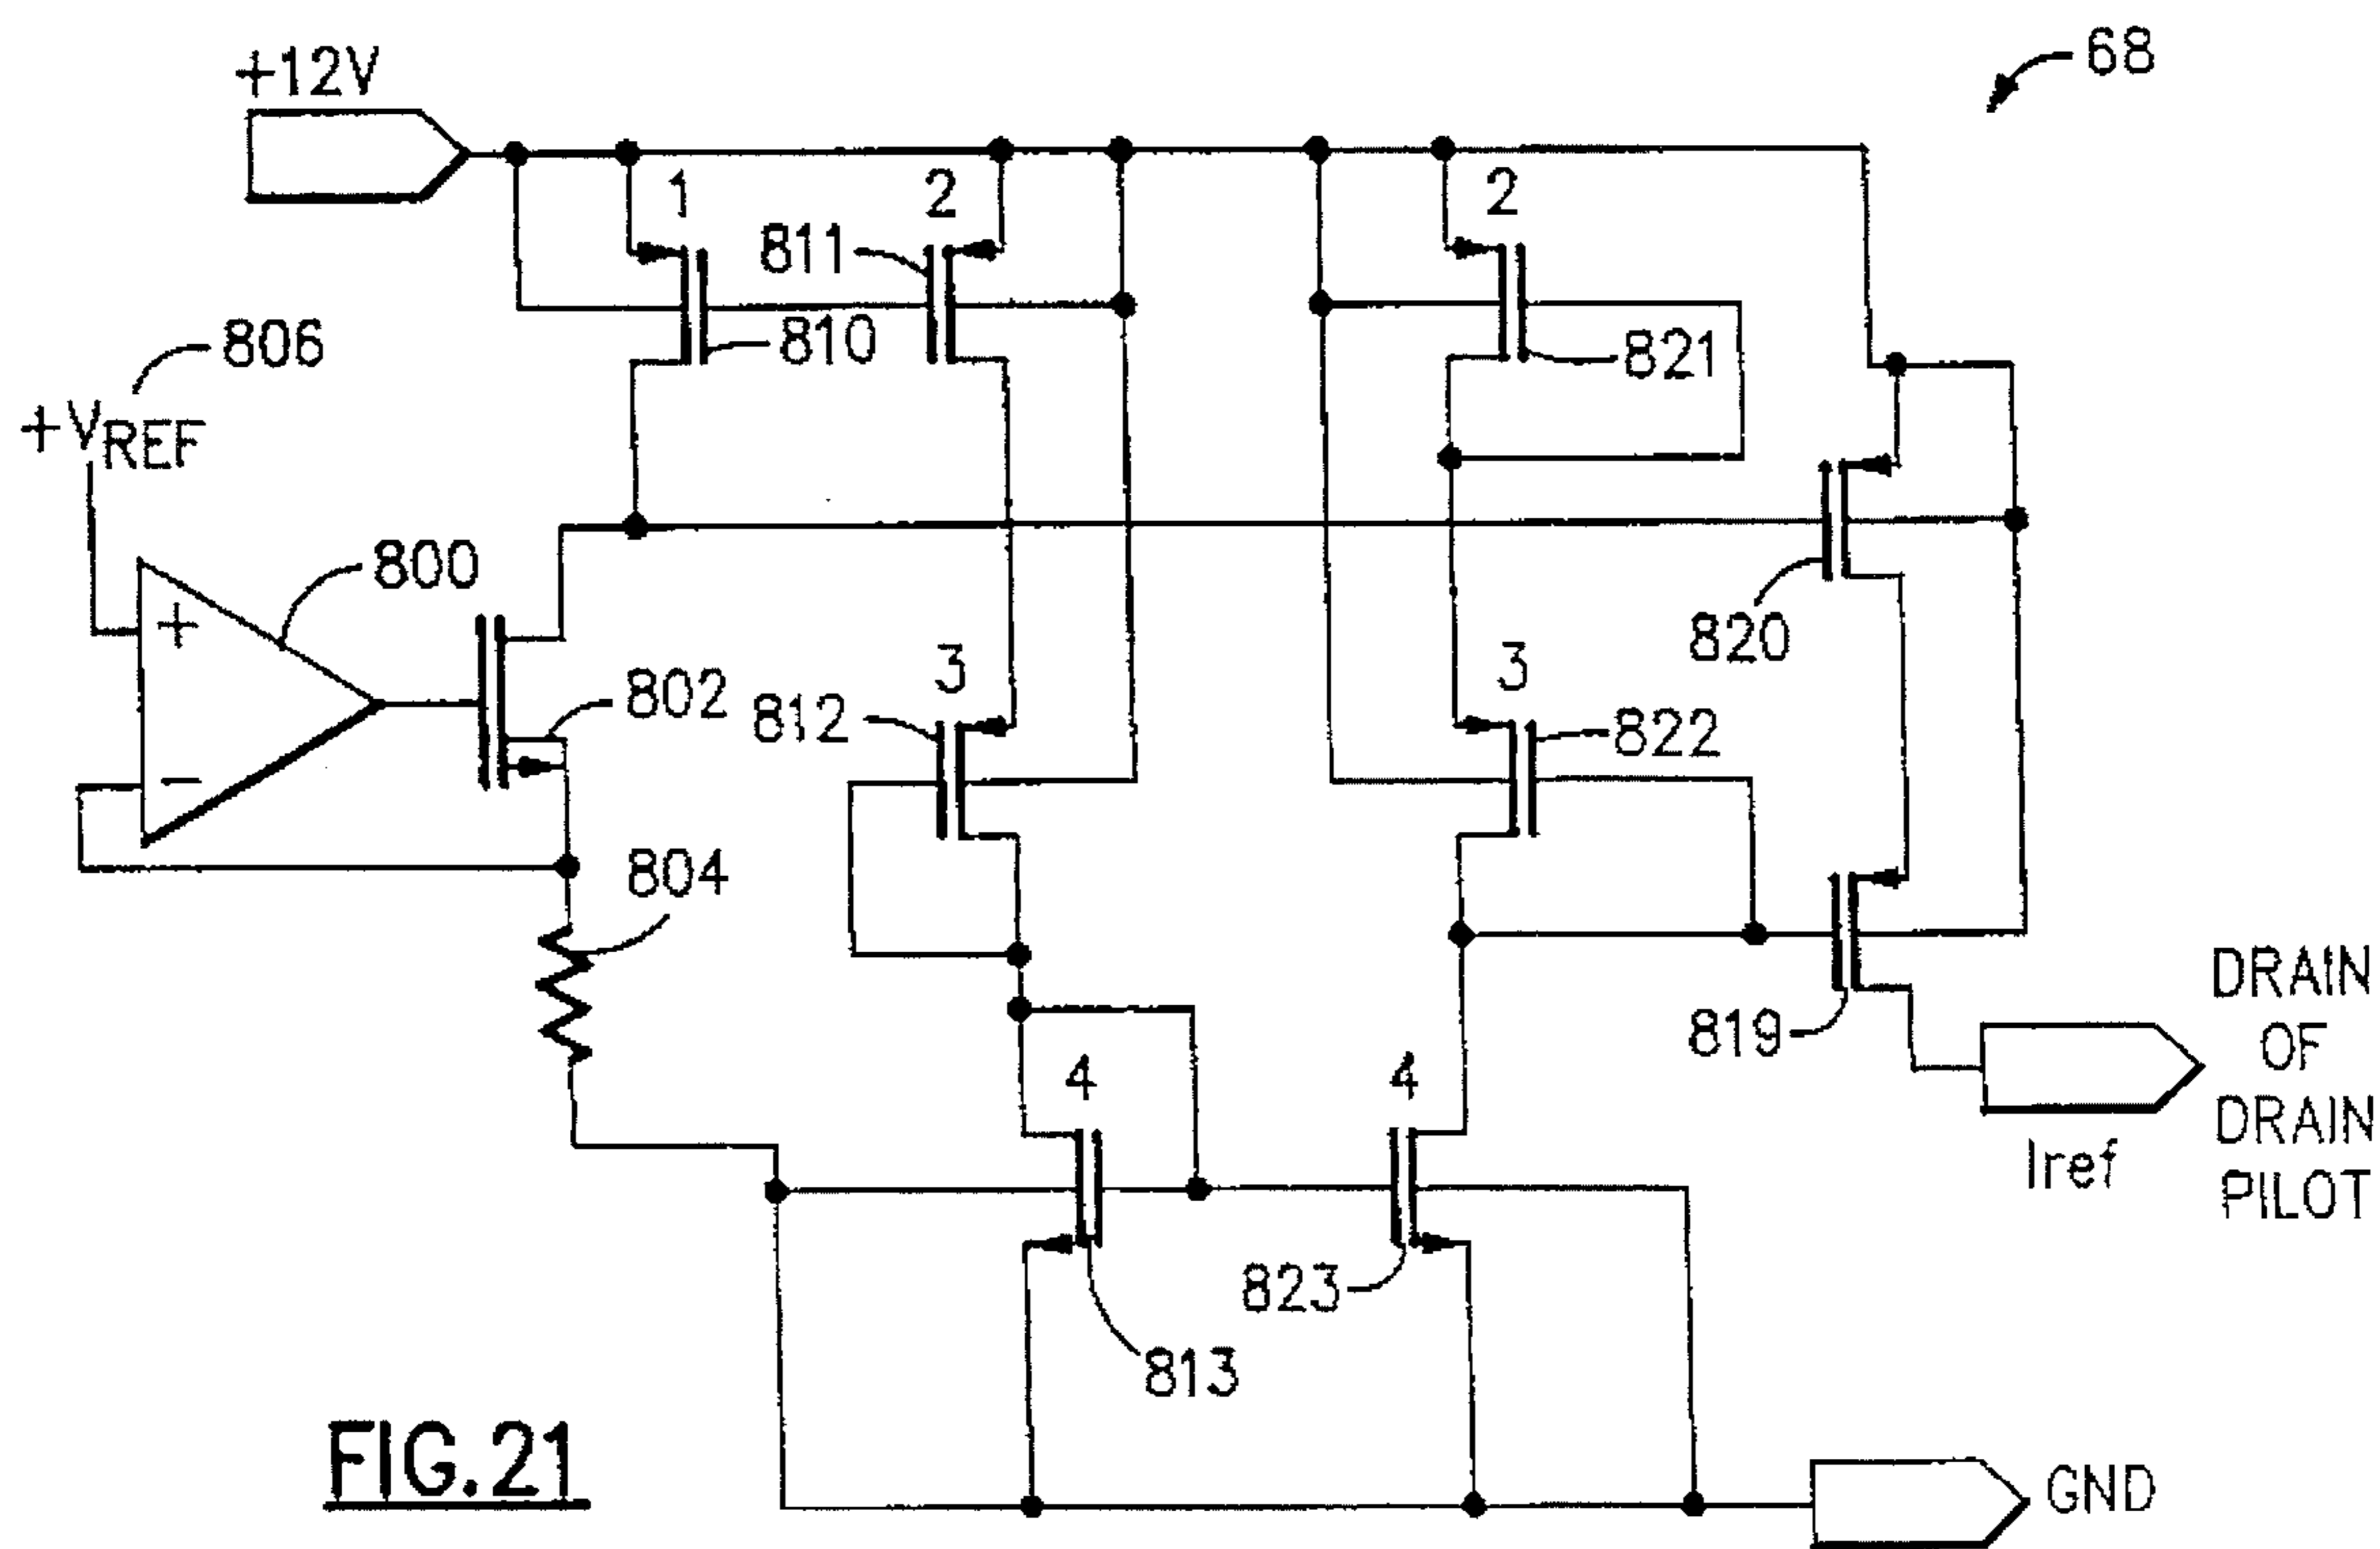 +12V
68
1
2
2
811
810
821
806
+VREF
800
+
802
820
3
812
3
822
−
804
819
DRAIN
OF
DRAIN
PILOT
Iref
4
4
823
813
GND
FIG.21